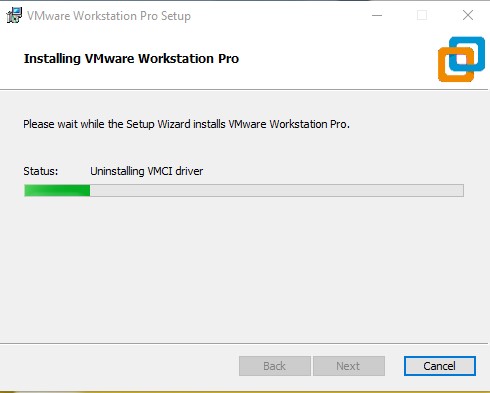 VMware Workstation Pro Setup
Installing VMware Workstation Pro
Please wait while the Setup Wizard installs VMware Workstation Pro.
Status: Uninstalling VMCI driver
Back Next Cancel